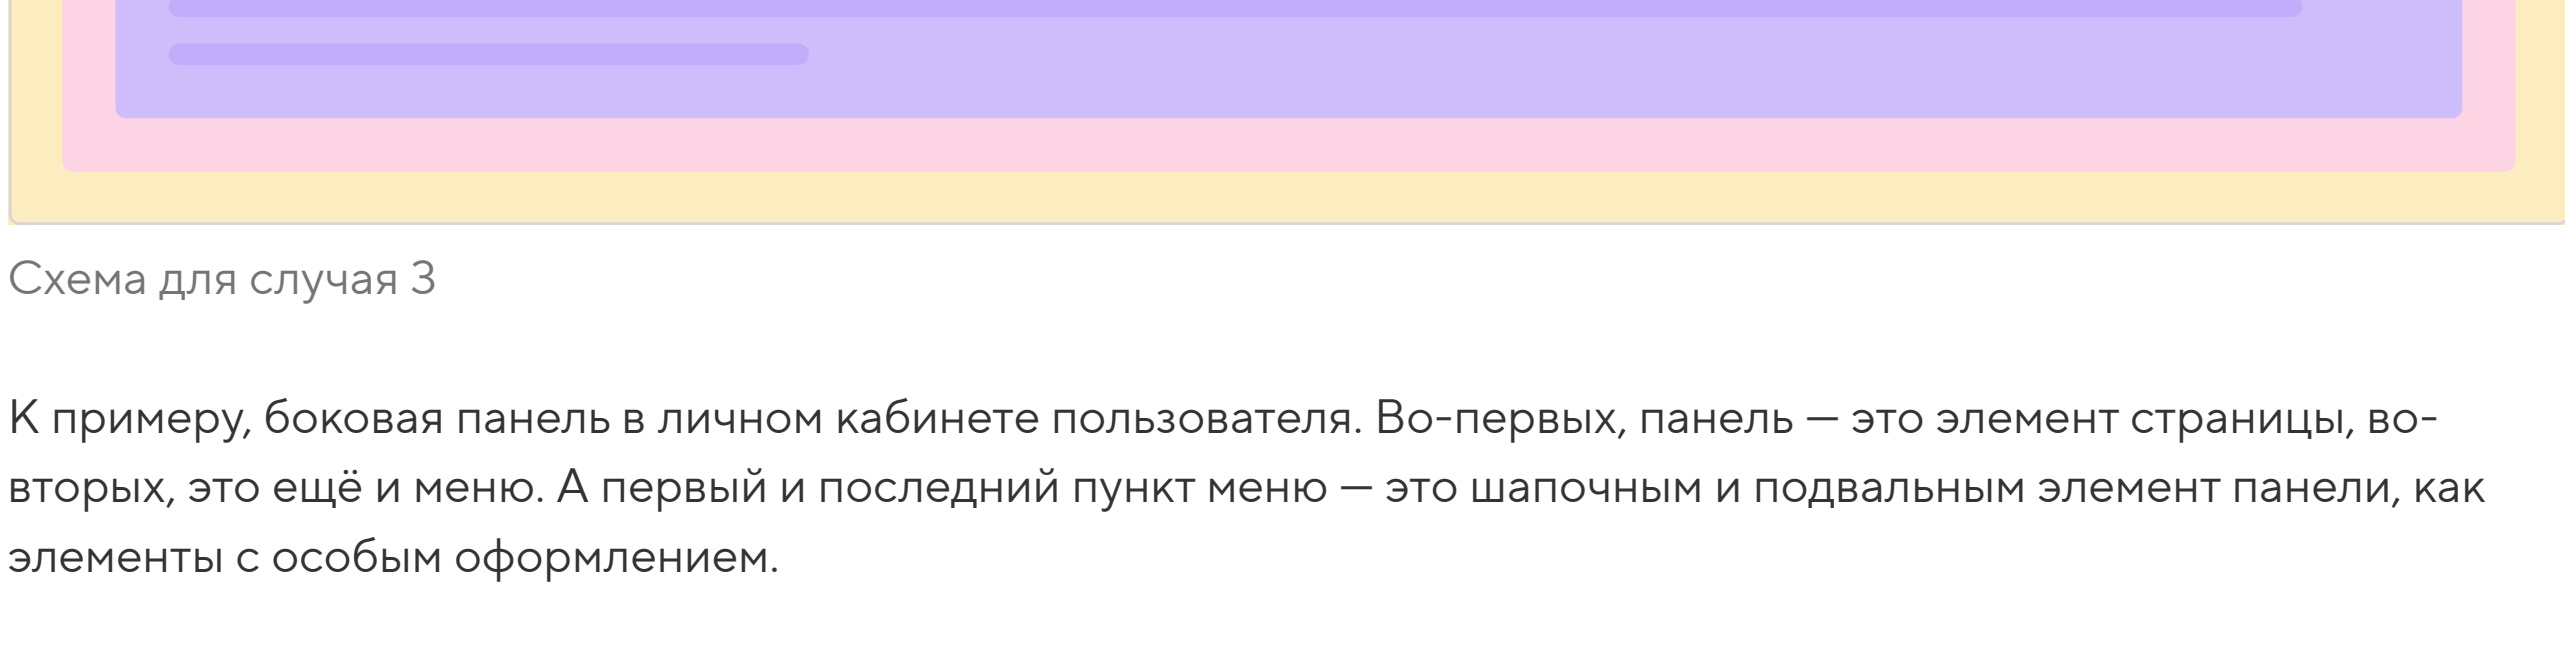 Схема для случая 3
К примеру, боковая панель в личном кабинете пользователя. Во-первых, панель — это элемент страницы, во-
вторых, это ещё и меню. А первый и последний пункт меню — это шапочным и подвальным элемент панели, как
элементы с особым оформлением.